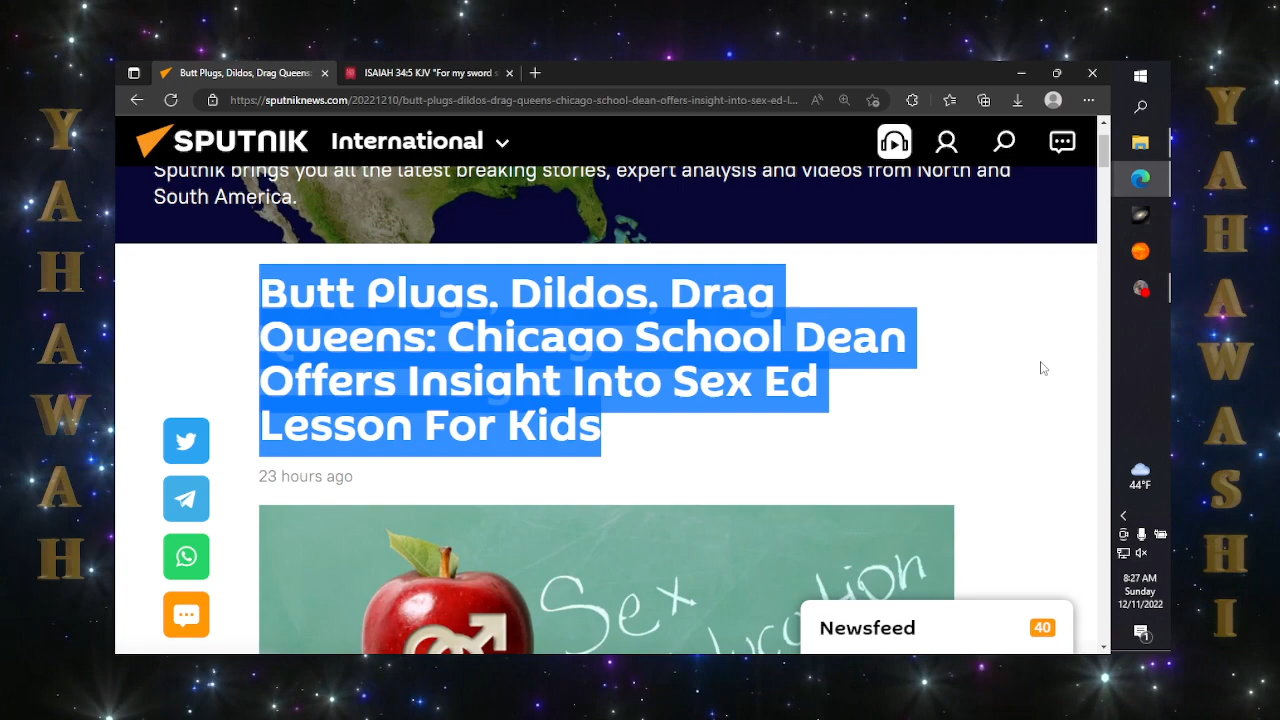 Butt Plugs, Dildos, Drag Queens:
ISAIAH 34:5 KJV "For my sword s
https://sputniknews.com/20221210/butt-plugs-dildos-drag-queens-chicago-school-dean-offers-insight-into-sex-ed-l...
SPUTNIK International
Sputnik brings you all the latest breaking stories, expert analysis and videos from North and
South America.
Butt Plugs, Dildos, Drag
Queens: Chicago School Dean
Offers Insight Into Sex Ed
Lesson For Kids
23 hours ago
Sex
Newsfeed 40
44°F
8:27 AM
Sunday
12/11/2022
1
YAHAWAH
YAHAWASHI